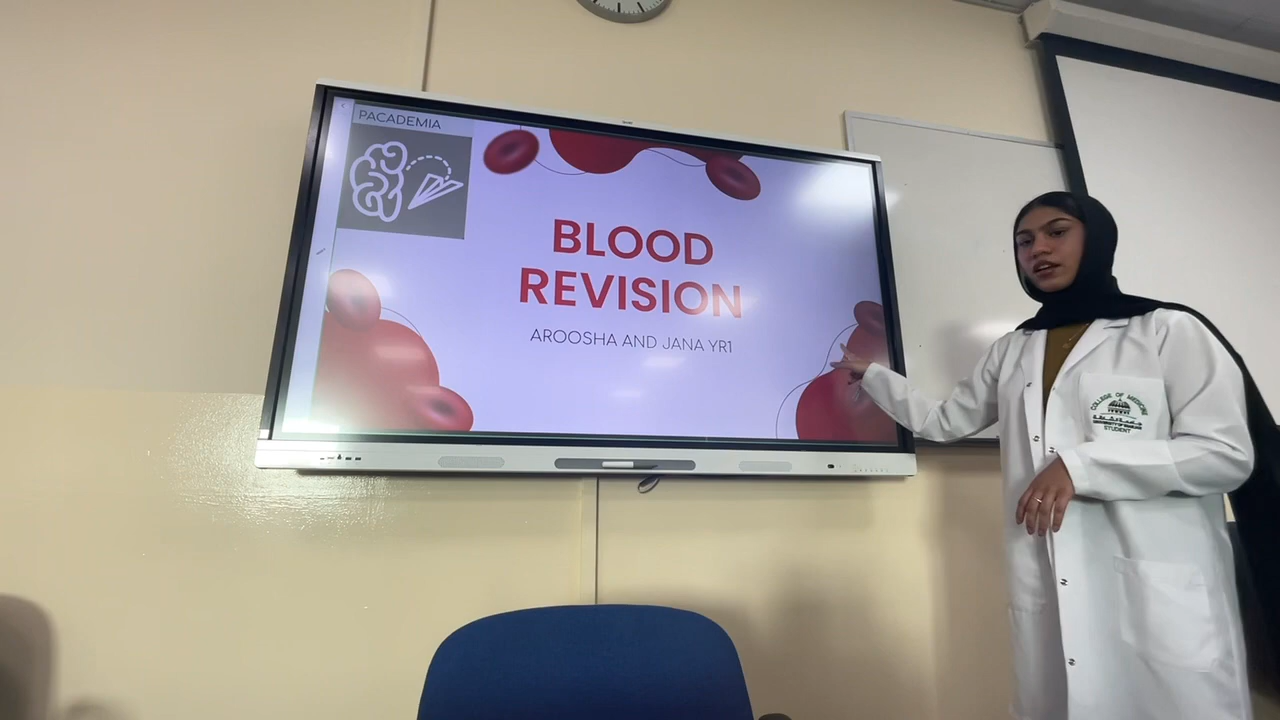 PACADEMIA
BLOOD
REVISION
AROOSHA AND JANA YR1
COLLEGE OF MEDICINE
STUDENT